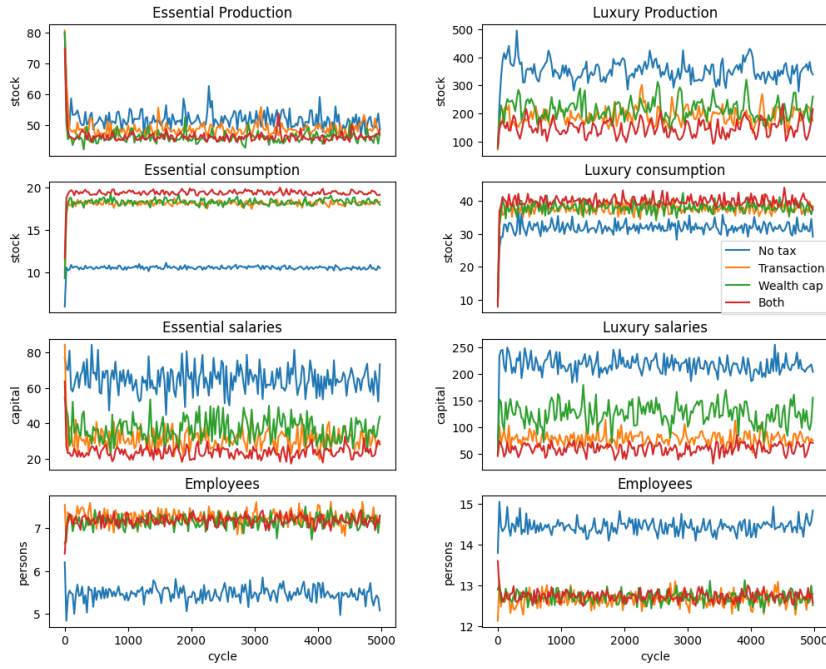 Essential Production
80
70
60
50
stock
Luxury Production
500
400
300
200
100
stock
Essential consumption
20
15
10
stock
Luxury consumption
40
30
20
10
stock
No tax
Transaction
Wealth cap
Both
Essential salaries
80
60
40
20
capital
Luxury salaries
250
200
150
100
50
capital
Employees
7
6
5
persons
0
1000
2000
3000
4000
5000
cycle
Employees
15
14
13
12
persons
0
1000
2000
3000
4000
5000
cycle